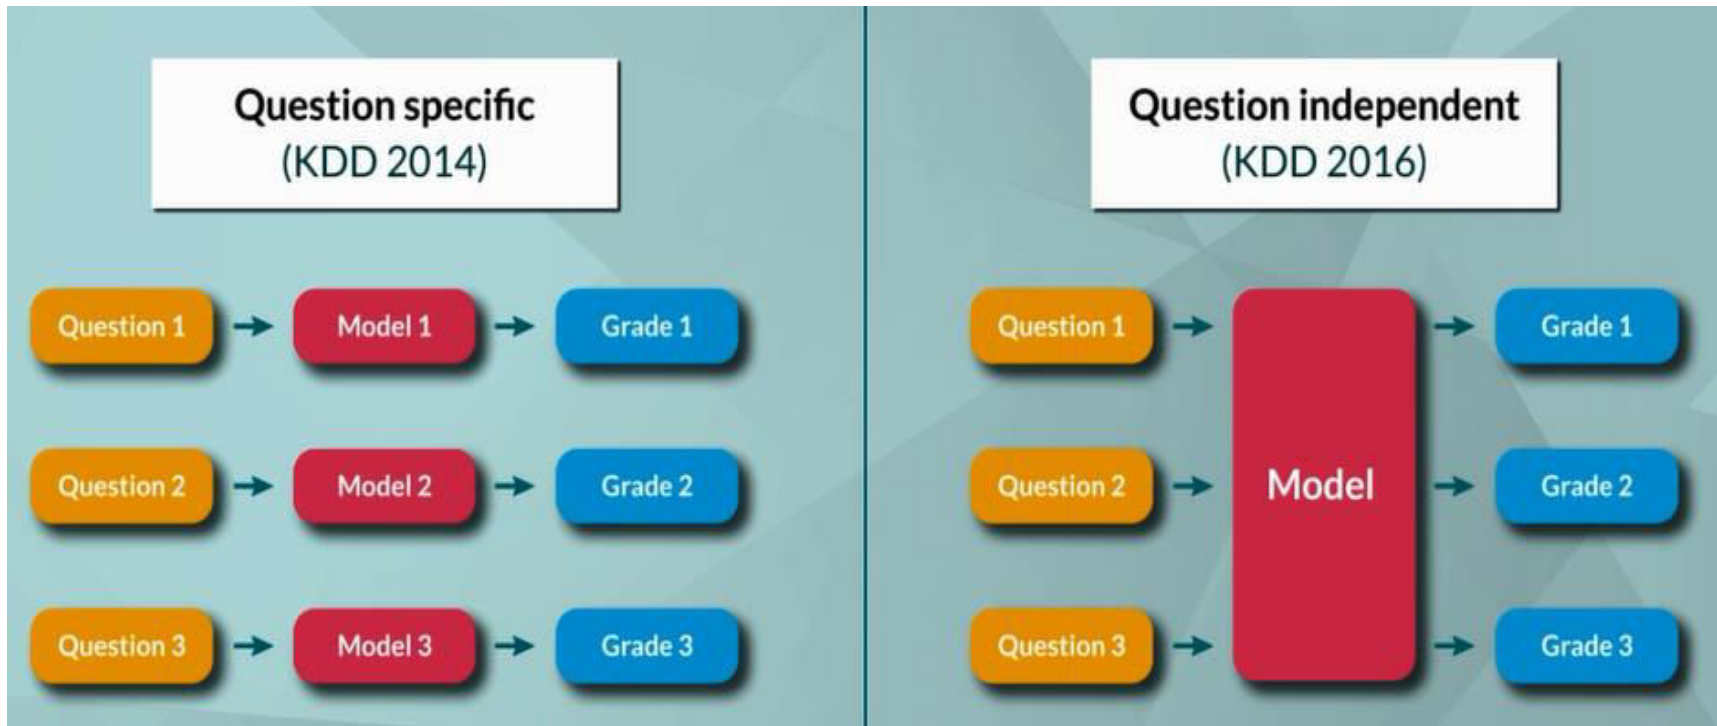 Question specific
(KDD 2014)
Question 1
Model 1
Grade 1
Question 2
Model 2
Grade 2
Question 3
Model 3
Grade 3
Question independent
(KDD 2016)
Question 1
Grade 1
Question 2
Model
Grade 2
Question 3
Grade 3